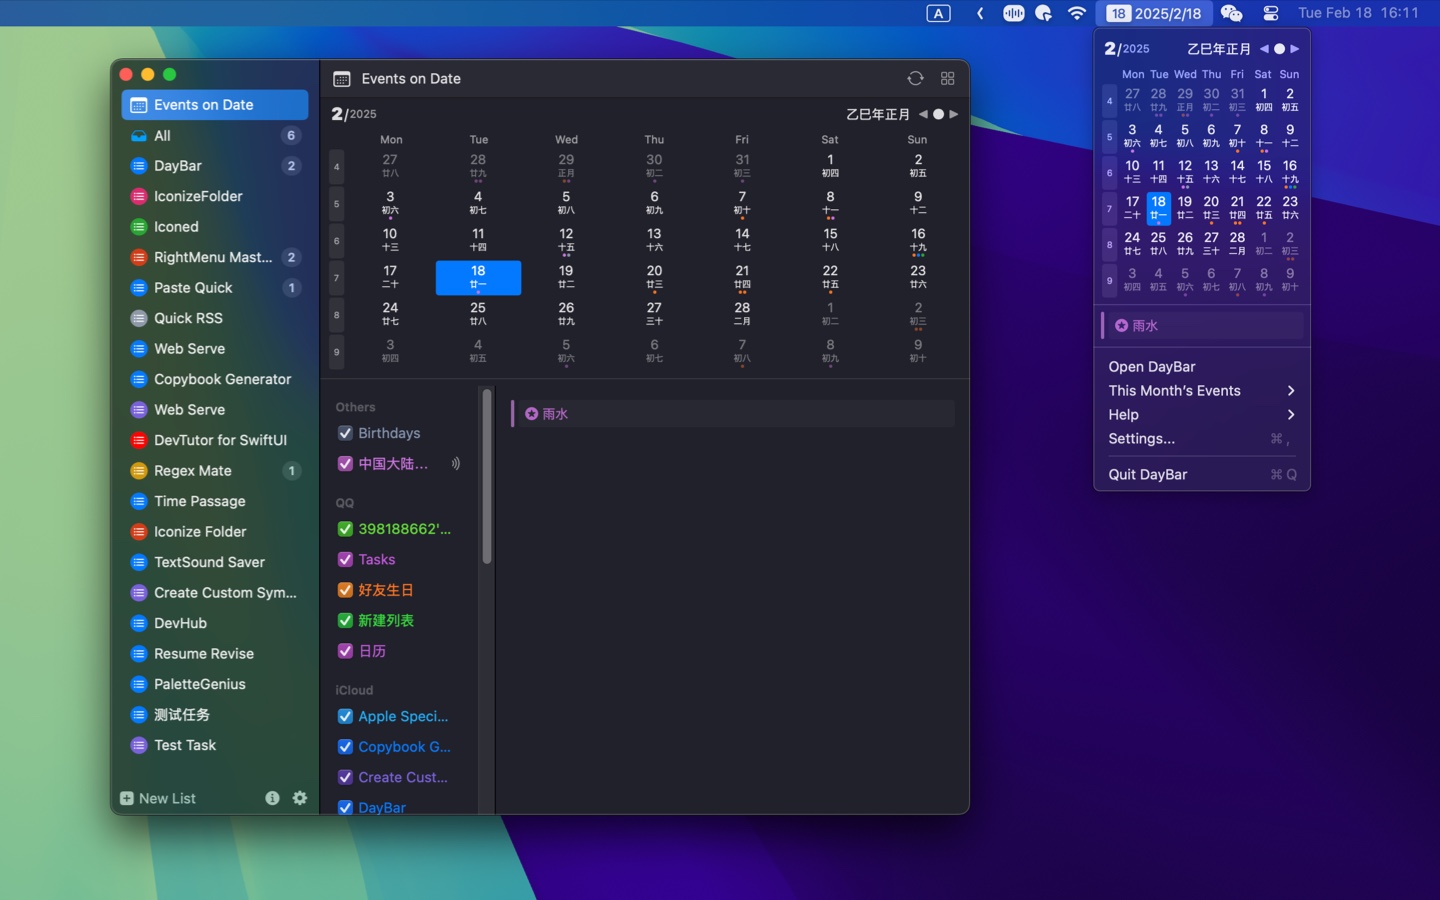 A
18 2025/2/18
Tue Feb 18 16:11
Events on Date
All 6
DayBar 2
IconizeFolder
Iconed
RightMenu Mast... 2
Paste Quick 1
Quick RSS
Web Serve
Copybook Generator
Web Serve
DevTutor for SwiftUI
Regex Mate 1
Time Passage
Iconize Folder
TextSound Saver
Create Custom Sym...
DevHub
Resume Revise
PaletteGenius
测试任务
Test Task
New List
Events on Date
2/2025
乙巳年正月
Mon Tue Wed Thu Fri Sat Sun
4 27 28 29 30 31 1 2
廿八 廿九 正月 初二 初三 初四 初五
5 3 4 5 6 7 8 9
初六 初七 初八 初九 初十 十一 十二
6 10 11 12 13 14 15 16
十三 十四 十五 十六 十七 十八 十九
7 17 18 19 20 21 22 23
二十 廿一 廿二 廿三 廿四 廿五 廿六
8 24 25 26 27 28 1 2
廿七 廿八 廿九 三十 二月 初二 初三
9 3 4 5 6 7 8 9
初四 初五 初六 初七 初八 初九 初十
Others
Birthdays
中国大陆...
QQ
398188662'...
Tasks
好友生日
新建列表
日历
iCloud
Apple Speci...
Copybook G...
Create Cust...
DayBar
雨水
2/2025
乙巳年正月
Mon Tue Wed Thu Fri Sat Sun
4 27 28 29 30 31 1 2
廿八 廿九 正月 初二 初三 初四 初五
5 3 4 5 6 7 8 9
初六 初七 初八 初九 初十 十一 十二
6 10 11 12 13 14 15 16
十三 十四 十五 十六 十七 十八 十九
7 17 18 19 20 21 22 23
二十 廿一 廿二 廿三 廿四 廿五 廿六
8 24 25 26 27 28 1 2
廿七 廿八 廿九 三十 二月 初二 初三
9 3 4 5 6 7 8 9
初四 初五 初六 初七 初八 初九 初十
雨水
Open DayBar
This Month's Events
Help
Settings... ⌘ ,
Quit DayBar ⌘ Q